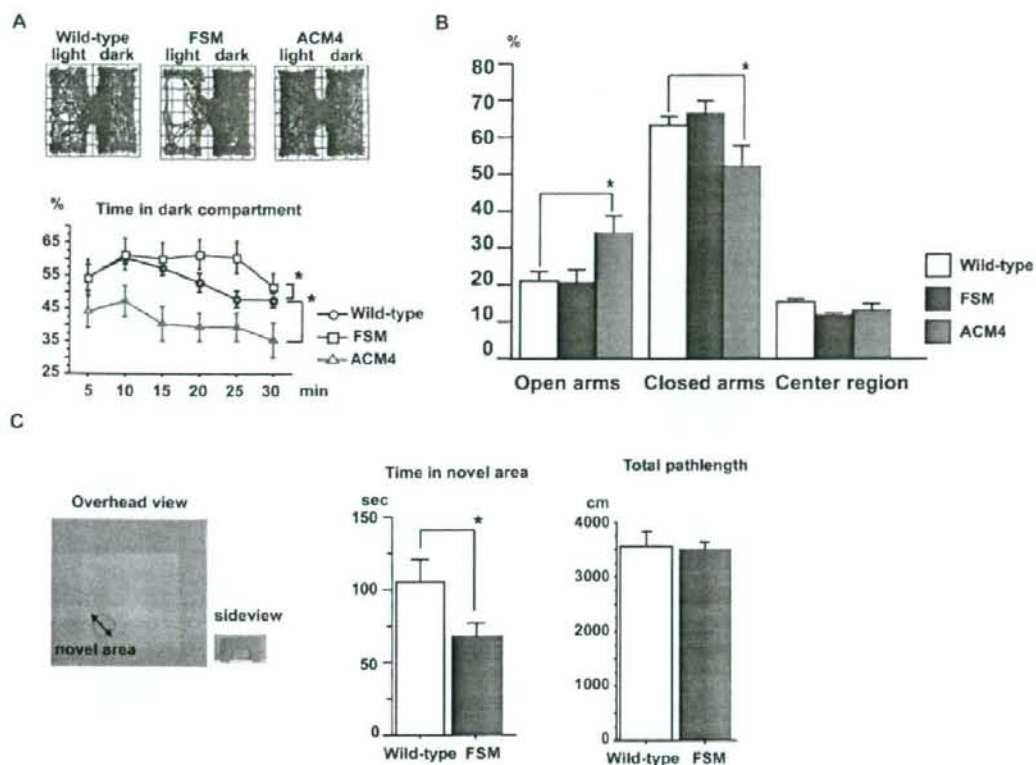 A
Wild-type FSM ACM4
light dark light dark light dark
% Time in dark compartment
65
55
45
35
25
5 10 15 20 25 30 min
*
*
Wild-type
FSM
ACM4
B
%
80
70
60
50
40
30
20
10
0
*
*
Open arms Closed arms Center region
Wild-type
FSM
ACM4
C
Overhead view
novel area
sideview
Time in novel area
sec
150
100
50
0
*
Wild-type FSM
Total pathlength
cm
4000
3000
2000
1000
0
Wild-type FSM